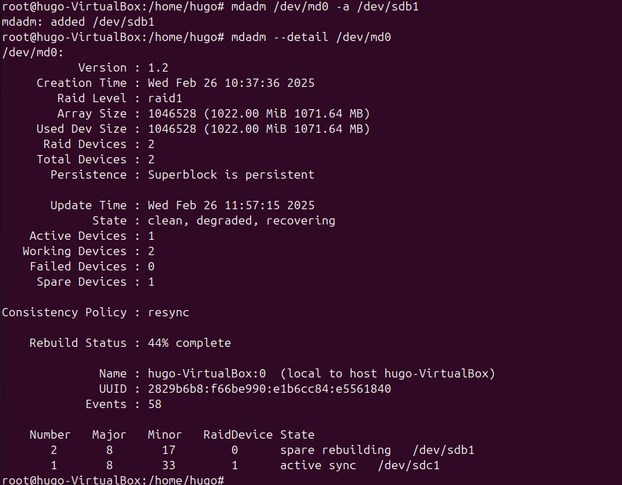 root@hugo-VirtualBox:/home/hugo# mdadm /dev/md0 -a /dev/sdb1
mdadm: added /dev/sdb1
root@hugo-VirtualBox:/home/hugo# mdadm --detail /dev/md0
/dev/md0:
Version : 1.2
Creation Time : Wed Feb 26 10:37:36 2025
Raid Level : raid1
Array Size : 1046528 (1022.00 MiB 1071.64 MB)
Used Dev Size : 1046528 (1022.00 MiB 1071.64 MB)
Raid Devices : 2
Total Devices : 2
Persistence : Superblock is persistent
Update Time : Wed Feb 26 11:57:15 2025
State : clean, degraded, recovering
Active Devices : 1
Working Devices : 2
Failed Devices : 0
Spare Devices : 1
Consistency Policy : resync
Rebuild Status : 44% complete
Name : hugo-VirtualBox:0 (local to host hugo-VirtualBox)
UUID : 2829b6b8:f66be990:e1b6cc84:e5561840
Events : 58
Number Major Minor RaidDevice State
2 8 17 0 spare rebuilding /dev/sdb1
1 8 33 1 active sync /dev/sdc1
root@hugo-VirtualBox:/home/hugo#